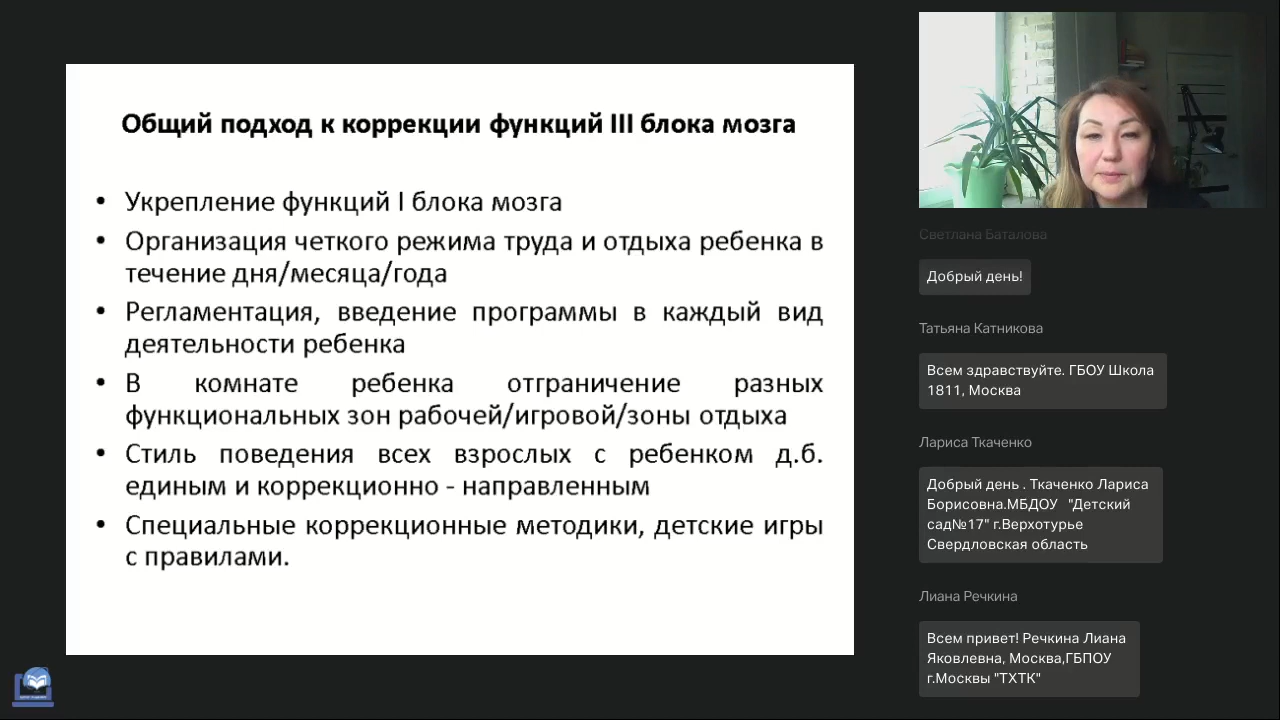 Общий подход к коррекции функций III блока мозга
• Укрепление функций I блока мозга
• Организация четкого режима труда и отдыха ребенка в
течение дня/месяца/года
• Регламентация, введение программы в каждый вид
деятельности ребенка
• В комнате ребенка отграничение разных
функциональных зон рабочей/игровой/зоны отдыха
• Стиль поведения всех взрослых с ребенком д.б.
единым и коррекционно - направленным
• Специальные коррекционные методики, детские игры
с правилами.
Светлана Баталова
Добрый день!
Татьяна Катникова
Всем здравствуйте. ГБОУ Школа
1811, Москва
Лариса Ткаченко
Добрый день . Ткаченко Лариса
Борисовна.МБДОУ "Детский
сад№17" г.Верхотурье
Свердловская область
Лиана Речкина
Всем привет! Речкина Лиана
Яковлевна, Москва,ГБПОУ
г.Москвы "ТХТК"